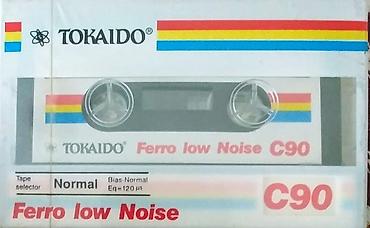 TOKAIDO®
TOKAIDO® Ferro low Noise C90
Tape selector Normal Bias-Normal Eq=120 µs
C90
Ferro low Noise